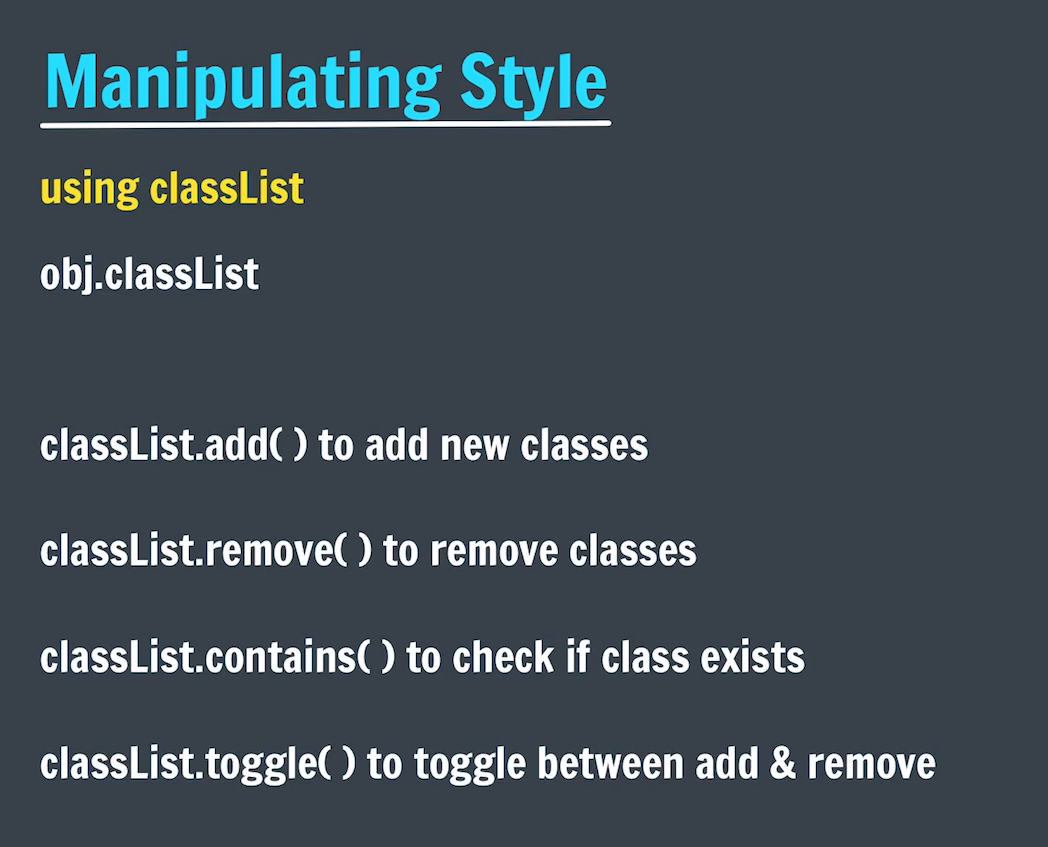 Manipulating Style
using classList
obj.classList
classList.add( ) to add new classes
classList.remove( ) to remove classes
classList.contains( ) to check if class exists
classList.toggle( ) to toggle between add & remove